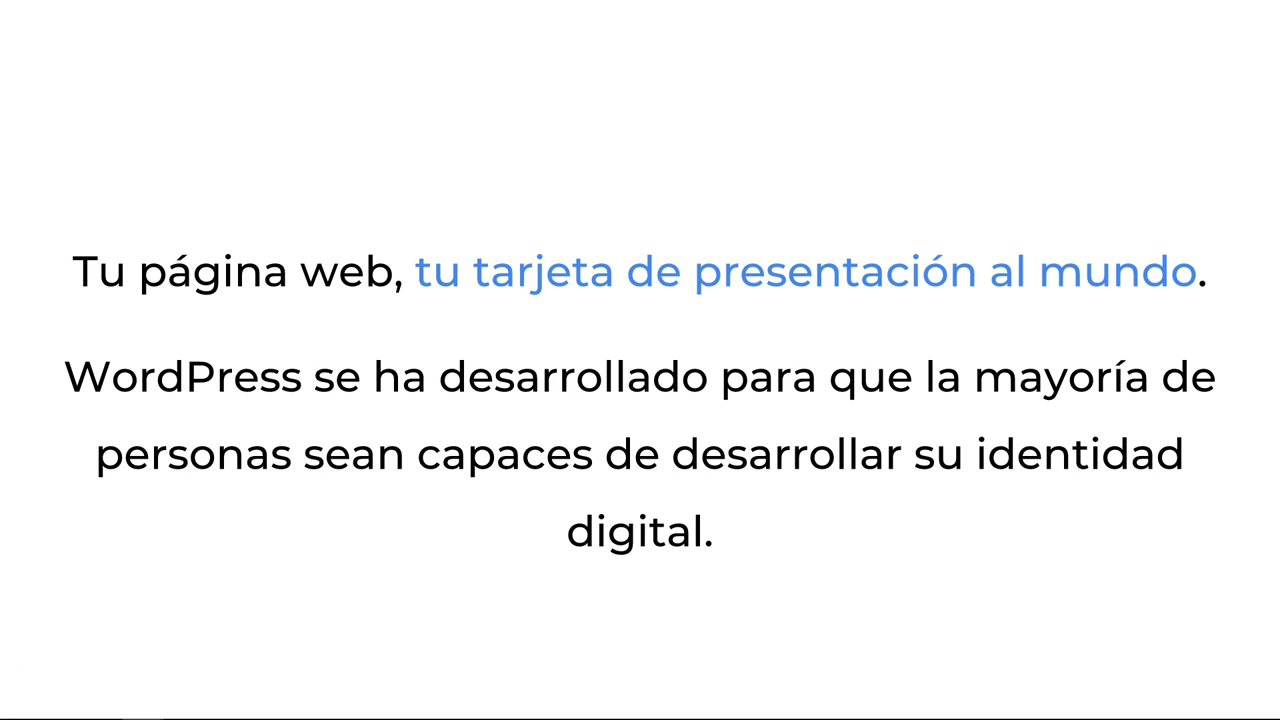 Tu página web, tu tarjeta de presentación al mundo.
WordPress se ha desarrollado para que la mayoría de
personas sean capaces de desarrollar su identidad
digital.